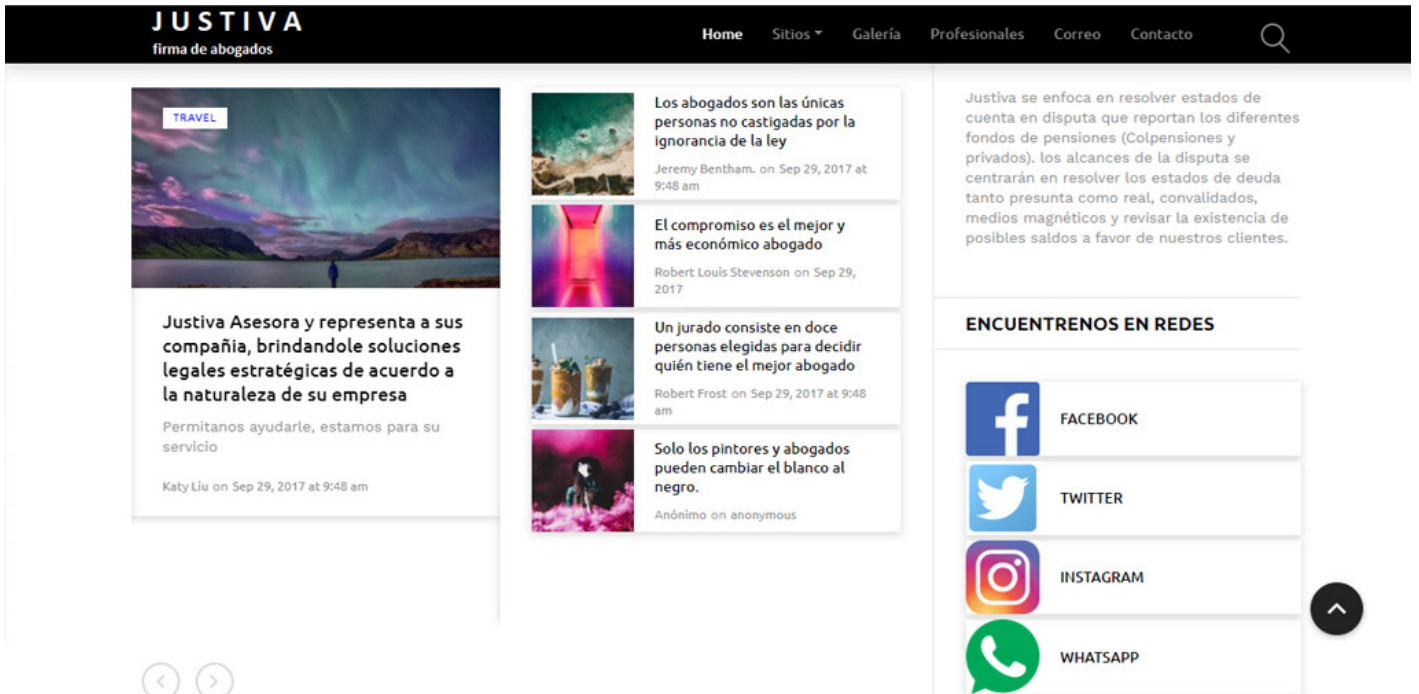 JUSTIVA
firma de abogados
Home Sitios Galería Profesionales Correo Contacto
TRAVEL
Justiva Asesora y representa a sus
compañia, brindandole soluciones
legales estratégicas de acuerdo a
la naturaleza de su empresa
Permitanos ayudarle, estamos para su
servicio
Katy Liu on Sep 29, 2017 at 9:48 am
Los abogados son las únicas
personas no castigadas por la
ignorancia de la ley
Jeremy Bentham. on Sep 29, 2017 at
9:48 am
El compromiso es el mejor y
más económico abogado
Robert Louis Stevenson on Sep 29,
2017
Un jurado consiste en doce
personas elegidas para decidir
quién tiene el mejor abogado
Robert Frost on Sep 29, 2017 at 9:48
am
Solo los pintores y abogados
pueden cambiar el blanco al
negro.
Anónimo on anonymous
Justiva se enfoca en resolver estados de
cuenta en disputa que reportan los diferentes
fondos de pensiones (Colpensiones y
privados). los alcances de la disputa se
centrarán en resolver los estados de deuda
tanto presunta como real, convalidados,
medios magnéticos y revisar la existencia de
posibles saldos a favor de nuestros clientes.
ENCUENTRENOS EN REDES
FACEBOOK
TWITTER
INSTAGRAM
WHATSAPP